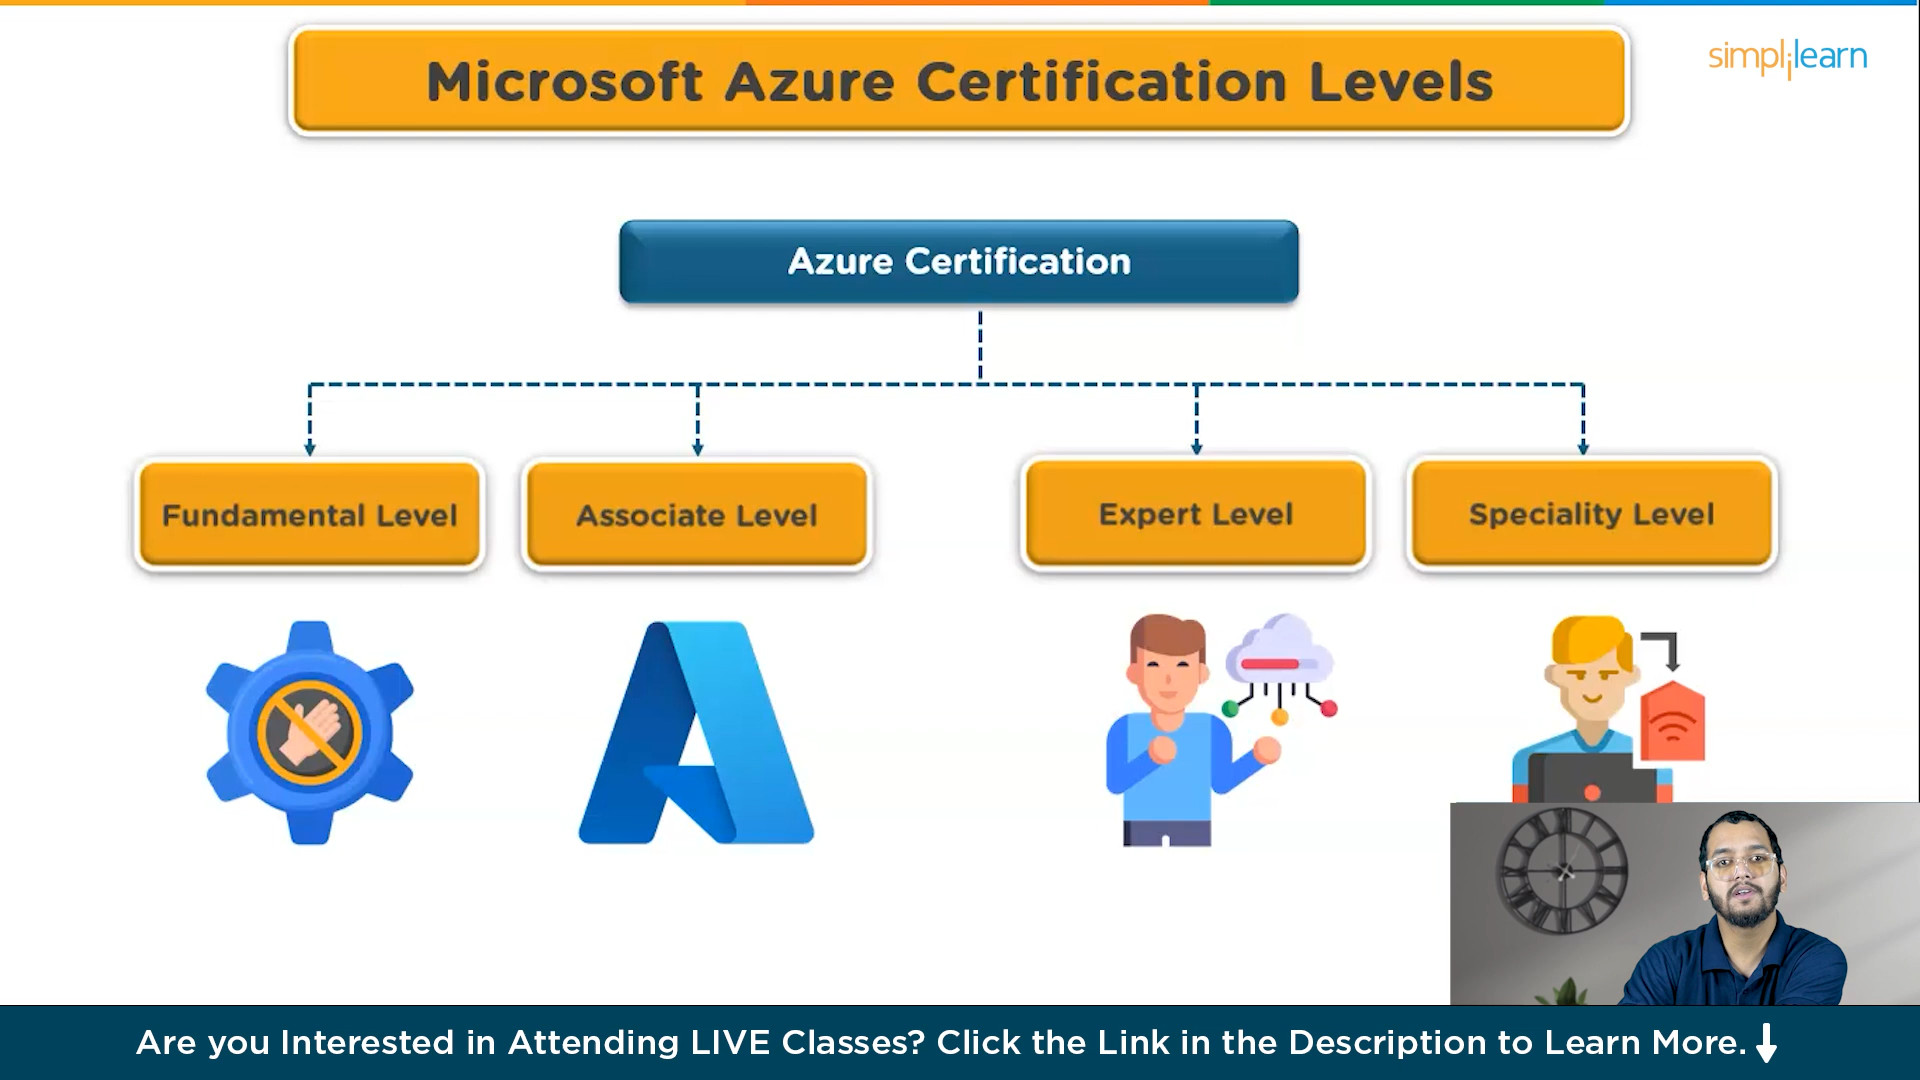 Microsoft Azure Certification Levels
simplilearn
Azure Certification
Fundamental Level
Associate Level
Expert Level
Speciality Level
Are you Interested in Attending LIVE Classes? Click the Link in the Description to Learn More.